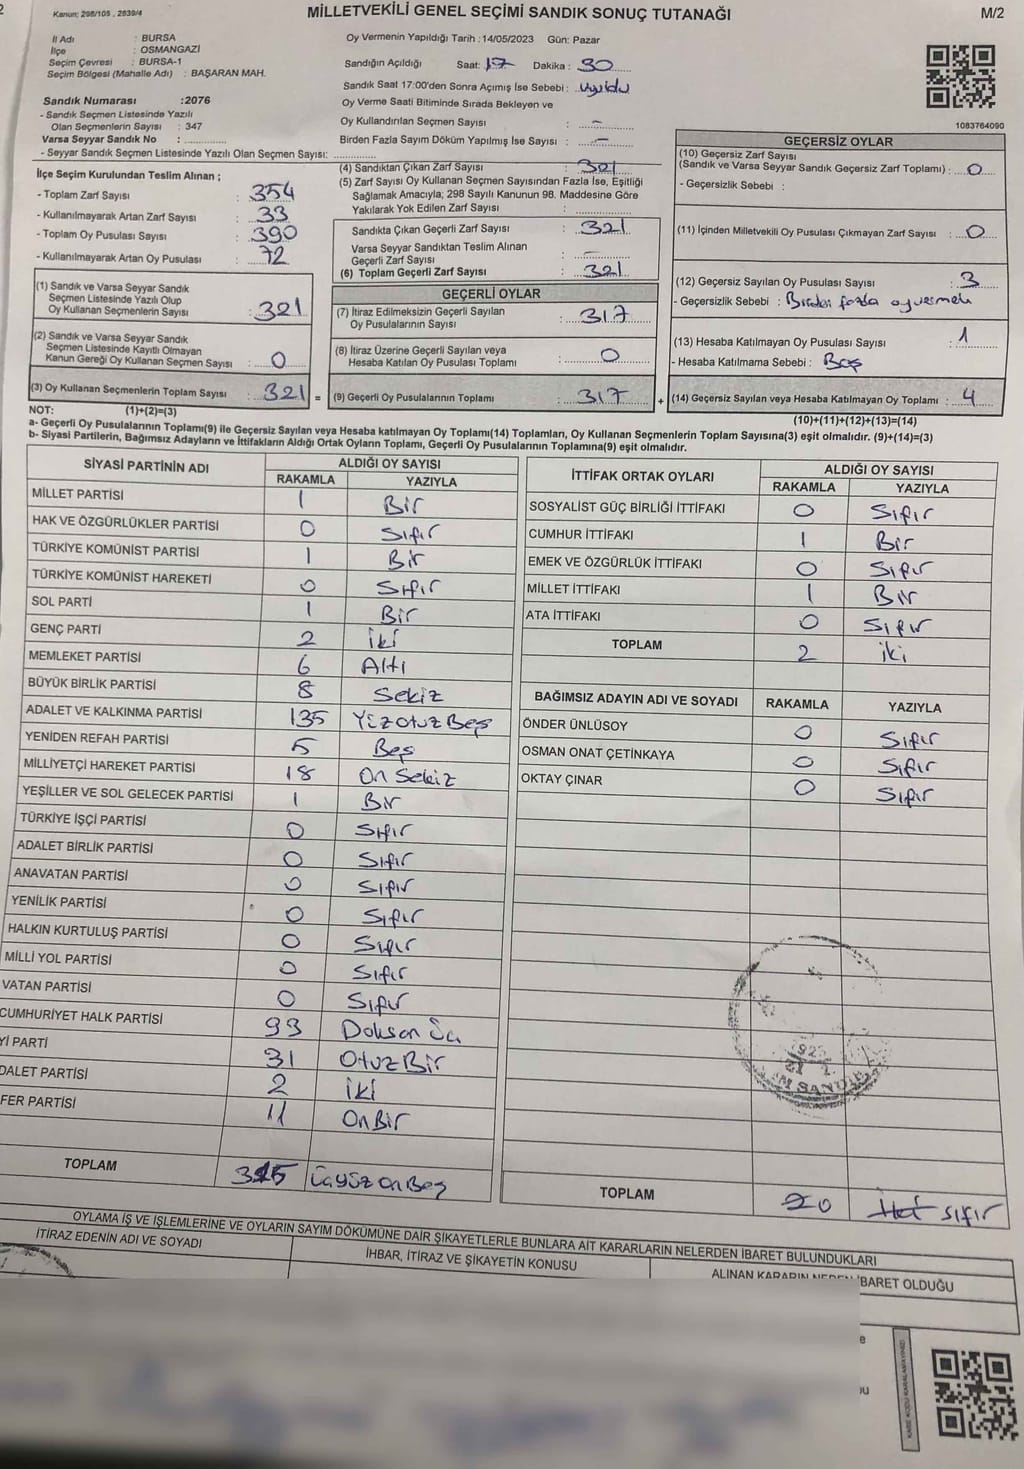 Kanun: 298/105 , 2839/4
MİLLETVEKİLİ GENEL SEÇİMİ SANDIK SONUÇ TUTANAĞI
M/2
İl Adı : BURSA
İlçe : OSMANGAZİ
Seçim Çevresi : BURSA-1
Seçim Bölgesi (Mahalle Adı) : BAŞARAN MAH.
Sandık Numarası :2076
- Sandık Seçmen Listesinde Yazılı
Olan Seçmenlerin Sayısı : 347
Varsa Seyyar Sandık No :
- Seyyar Sandık Seçmen Listesinde Yazılı Olan Seçmen Sayısı:
Oy Vermenin Yapıldığı Tarih :14/05/2023 Gün: Pazar
Sandığın Açıldığı Saat: 17 Dakika : 30
Sandık Saat 17:00'den Sonra Açımış İse Sebebi :
Oy Verme Saati Bitiminde Sırada Bekleyen ve
Oy Kullandırılan Seçmen Sayısı : -
Birden Fazla Sayım Döküm Yapılmış İse Sayısı : -
1083764090
İlçe Seçim Kurulundan Teslim Alınan ;
- Toplam Zarf Sayısı : 354
- Kullanılmayarak Artan Zarf Sayısı : 33
- Toplam Oy Pusulası Sayısı : 390
- Kullanılmayarak Artan Oy Pusulası : 72
(4) Sandıktan Çıkan Zarf Sayısı : 321
(5) Zarf Sayısı Oy Kullanan Seçmen Sayısından Fazla İse, Eşitliği
Sağlamak Amacıyla; 298 Sayılı Kanunun 98. Maddesine Göre
Yakılarak Yok Edilen Zarf Sayısı :
Sandıkta Çıkan Geçerli Zarf Sayısı : 321
Varsa Seyyar Sandıktan Teslim Alınan
Geçerli Zarf Sayısı : -
(6) Toplam Geçerli Zarf Sayısı : 321
GEÇERSİZ OYLAR
(10) Geçersiz Zarf Sayısı
(Sandık ve Varsa Seyyar Sandık Geçersiz Zarf Toplamı) : 0
- Geçersizlik Sebebi :
(11) İçinden Milletvekili Oy Pusulası Çıkmayan Zarf Sayısı : 0
(12) Geçersiz Sayılan Oy Pusulası Sayısı : 3
- Geçersizlik Sebebi : Birden fazla oy vermek
(13) Hesaba Katılmayan Oy Pusulası Sayısı : 1
- Hesaba Katılmama Sebebi : Boş
(1) Sandık ve Varsa Seyyar Sandık
Seçmen Listesinde Yazılı Olup
Oy Kullanan Seçmenlerin Sayısı : 321
(2) Sandık ve Varsa Seyyar Sandık
Seçmen Listesinde Kayıtlı Olmayan
Kanun Gereği Oy Kullanan Seçmen Sayısı : 0
(3) Oy Kullanan Seçmenlerin Toplam Sayısı : 321 =
GEÇERLİ OYLAR
(7) İtiraz Edilmeksizin Geçerli Sayılan
Oy Pusulalarının Sayısı : 317
(8) İtiraz Üzerine Geçerli Sayılan veya
Hesaba Katılan Oy Pusulası Toplamı : 0
(9) Geçerli Oy Pusulalarının Toplamı : 317 +
(14) Geçersiz Sayılan veya Hesaba Katılmayan Oy Toplamı : 4
NOT: (1)+(2)=(3)
(10)+(11)+(12)+(13)=(14)
a- Geçerli Oy Pusulalarının Toplamı(9) ile Geçersiz Sayılan veya Hesaba katılmayan Oy Toplamı(14) Toplamları, Oy Kullanan Seçmenlerin Toplam Sayısına(3) eşit olmalıdır. (9)+(14)=(3)
b- Siyasi Partilerin, Bağımsız Adayların ve İttifakların Aldığı Ortak Oyların Toplamı, Geçerli Oy Pusulalarının Toplamına(9) eşit olmalıdır.
SİYASİ PARTİNİN ADI ALDIĞI OY SAYISI
RAKAMLA YAZIYLA
MİLLET PARTİSİ 1 Bir
HAK VE ÖZGÜRLÜKLER PARTİSİ 0 Sıfır
TÜRKİYE KOMÜNİST PARTİSİ 1 Bir
TÜRKİYE KOMÜNİST HAREKETİ 0 Sıfır
SOL PARTİ 1 Bir
GENÇ PARTİ 2 iki
MEMLEKET PARTİSİ 6 Altı
BÜYÜK BİRLİK PARTİSİ 8 Sekiz
ADALET VE KALKINMA PARTİSİ 135 Yüz Otuz Beş
YENİDEN REFAH PARTİSİ 5 Beş
MİLLİYETÇİ HAREKET PARTİSİ 18 On Sekiz
YEŞİLLER VE SOL GELECEK PARTİSİ 1 Bir
TÜRKİYE İŞÇİ PARTİSİ 0 Sıfır
ADALET BİRLİK PARTİSİ 0 Sıfır
ANAVATAN PARTİSİ 0 Sıfır
YENİLİK PARTİSİ 0 Sıfır
HALKIN KURTULUŞ PARTİSİ 0 Sıfır
MİLLİ YOL PARTİSİ 0 Sıfır
VATAN PARTİSİ 0 Sıfır
CUMHURİYET HALK PARTİSİ 93 Doksan Üç
Yİ PARTİ 31 Otuz Bir
DALET PARTİSİ 2 iki
FER PARTİSİ 11 On Bir
TOPLAM 315 Üçyüz on Beş
İTTİFAK ORTAK OYLARI ALDIĞI OY SAYISI
RAKAMLA YAZIYLA
SOSYALİST GÜÇ BİRLİĞİ İTTİFAKI 0 Sıfır
CUMHUR İTTİFAKI 1 Bir
EMEK VE ÖZGÜRLÜK İTTİFAKI 0 Sıfır
MİLLET İTTİFAKI 1 Bir
ATA İTTİFAKI 0 Sıfır
TOPLAM 2 iki
BAĞIMSIZ ADAYIN ADI VE SOYADI RAKAMLA YAZIYLA
ÖNDER ÜNLÜSOY 0 Sıfır
OSMAN ONAT ÇETİNKAYA 0 Sıfır
OKTAY ÇINAR 0 Sıfır
TOPLAM 0 sıfır
OYLAMA İŞ VE İŞLEMLERİNE VE OYLARIN SAYIM DÖKÜMÜNE DAİR ŞİKAYETLERLE BUNLARA AİT KARARLARIN NELERDEN İBARET BULUNDUKLARI
İTİRAZ EDENİN ADI VE SOYADI
İHBAR, İTİRAZ VE ŞİKAYETİN KONUSU
ALINAN KARARIN NEDEN İBARET OLDUĞU